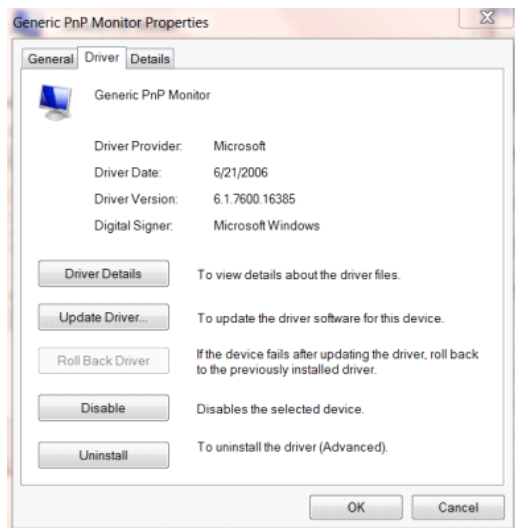 Generic PnP Monitor Properties
General Driver Details
Generic PnP Monitor
Driver Provider: Microsoft
Driver Date: 6/21/2006
Driver Version: 6.1.7600.16385
Digital Signer: Microsoft Windows
Driver Details To view details about the driver files.
Update Driver... To update the driver software for this device.
Roll Back Driver If the device fails after updating the driver, roll back
to the previously installed driver.
Disable Disables the selected device.
Uninstall To uninstall the driver (Advanced).
OK Cancel